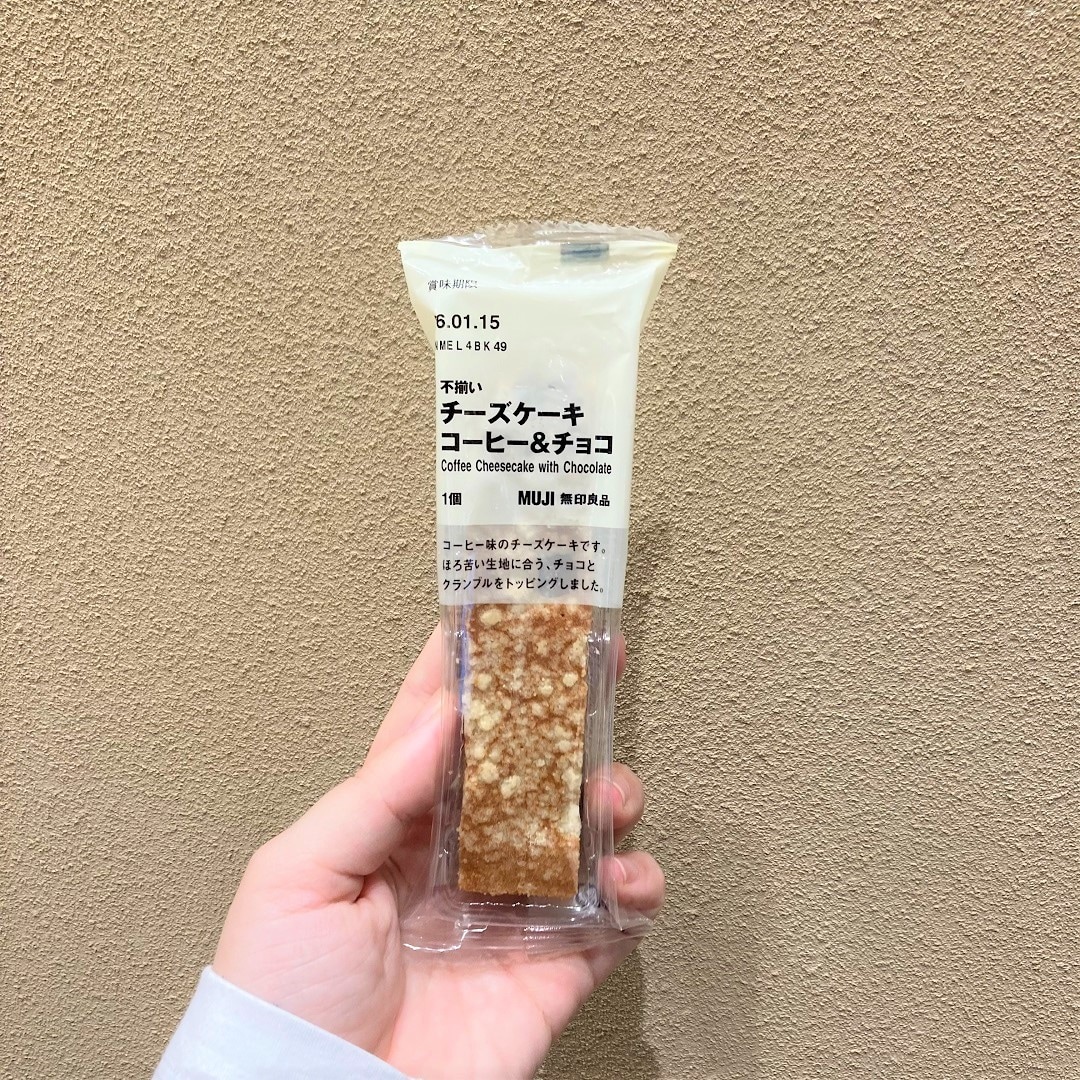 賞味期限
6.01.15
ME L 4 B K 49
不揃い
チーズケーキ
コーヒー&チョコ
Coffee Cheesecake with Chocolate
1個 MUJI 無印良品
コーヒー味のチーズケーキです。
ほろ苦い生地に合う、チョコと
クランブルをトッピングしました。